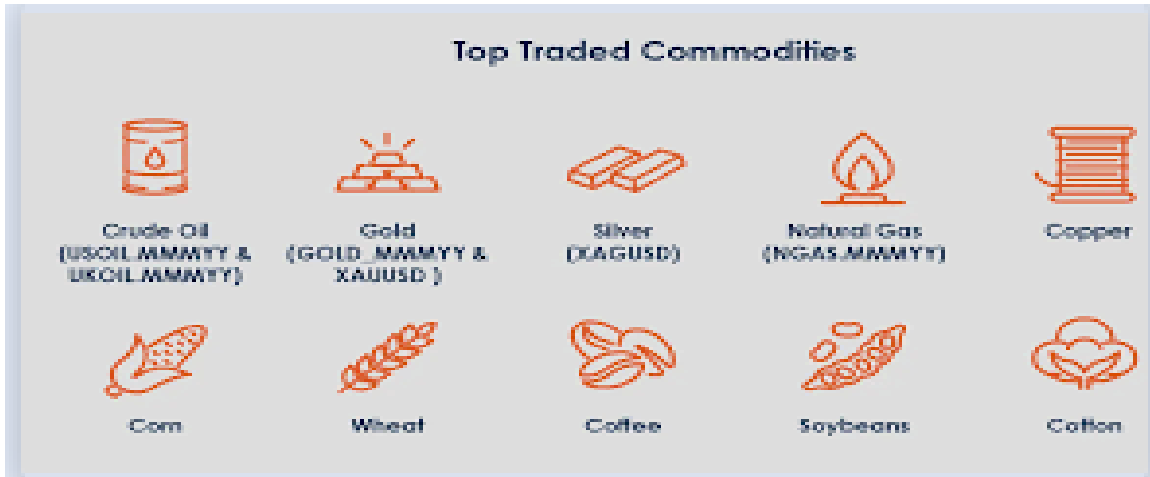 Top Traded Commodities
Crude Oil
(USOIL.MMMYY &
UKOIL.MMMYY)
Gold
(GOLD_MMMYY &
XAUUSD )
Silver
(XAGUSD)
Natural Gas
(NGAS.MMMYY)
Copper
Corn
Wheat
Coffee
Soybeans
Cotton